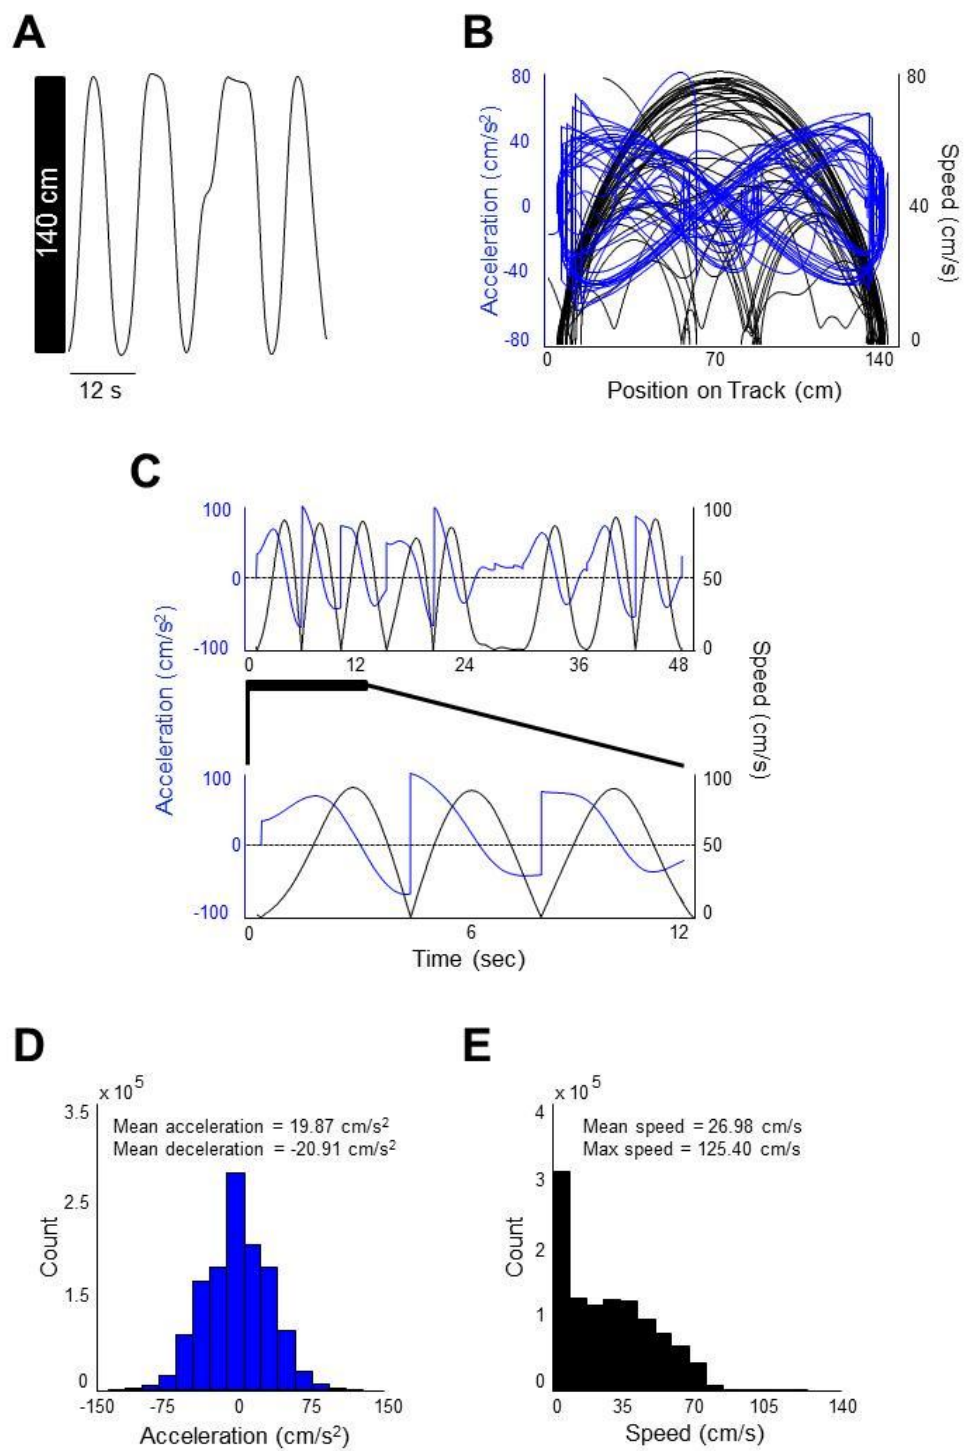 A
140 cm
12 s
B
80
40
0
-40
-80
Acceleration (cm/s²)
80
40
0
Speed (cm/s)
0
70
140
Position on Track (cm)
C
100
0
-100
100
50
0
0
12
24
36
48
Acceleration (cm/s²)
Speed (cm/s)
100
0
-100
100
50
0
0
6
12
Time (sec)
D
x 10⁵
3.5
2.5
1.5
0
Count
Mean acceleration = 19.87 cm/s²
Mean deceleration = -20.91 cm/s²
-150
-75
0
75
150
Acceleration (cm/s²)
E
x 10⁵
4
3
2
1
0
Count
Mean speed = 26.98 cm/s
Max speed = 125.40 cm/s
0
35
70
105
140
Speed (cm/s)